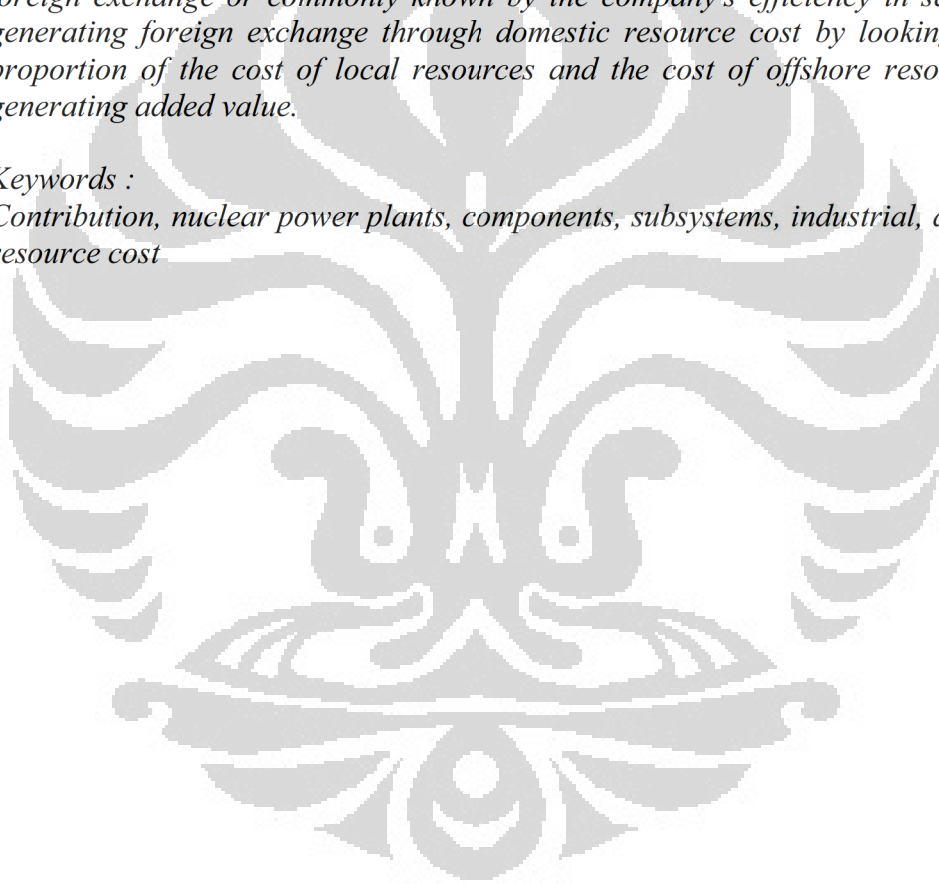 foreign exchange or commonly known by the company's efficiency in
generating foreign exchange through domestic resource cost by looking
proportion of the cost of local resources and the cost of offshore
generating added value.
Keywords :
Contribution, nuclear power plants, components, subsystems, industrial,
resource cost